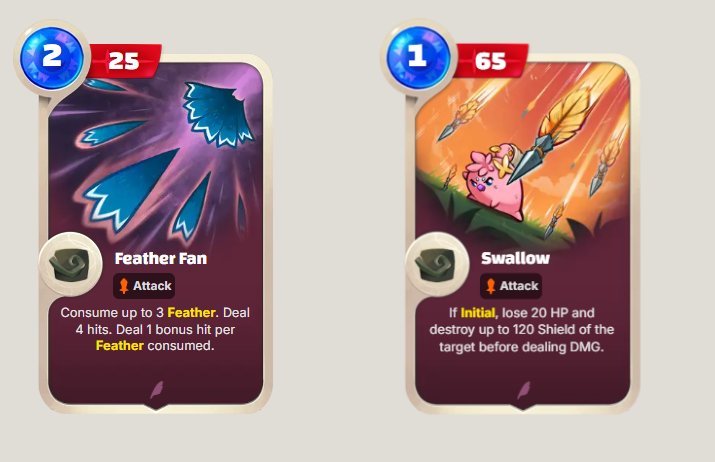 2
25
Feather Fan
Attack
Consume up to 3 Feather. Deal
4 hits. Deal 1 bonus hit per
Feather consumed.
1
65
Swallow
Attack
If Initial, lose 20 HP and
destroy up to 120 Shield of the
target before dealing DMG.